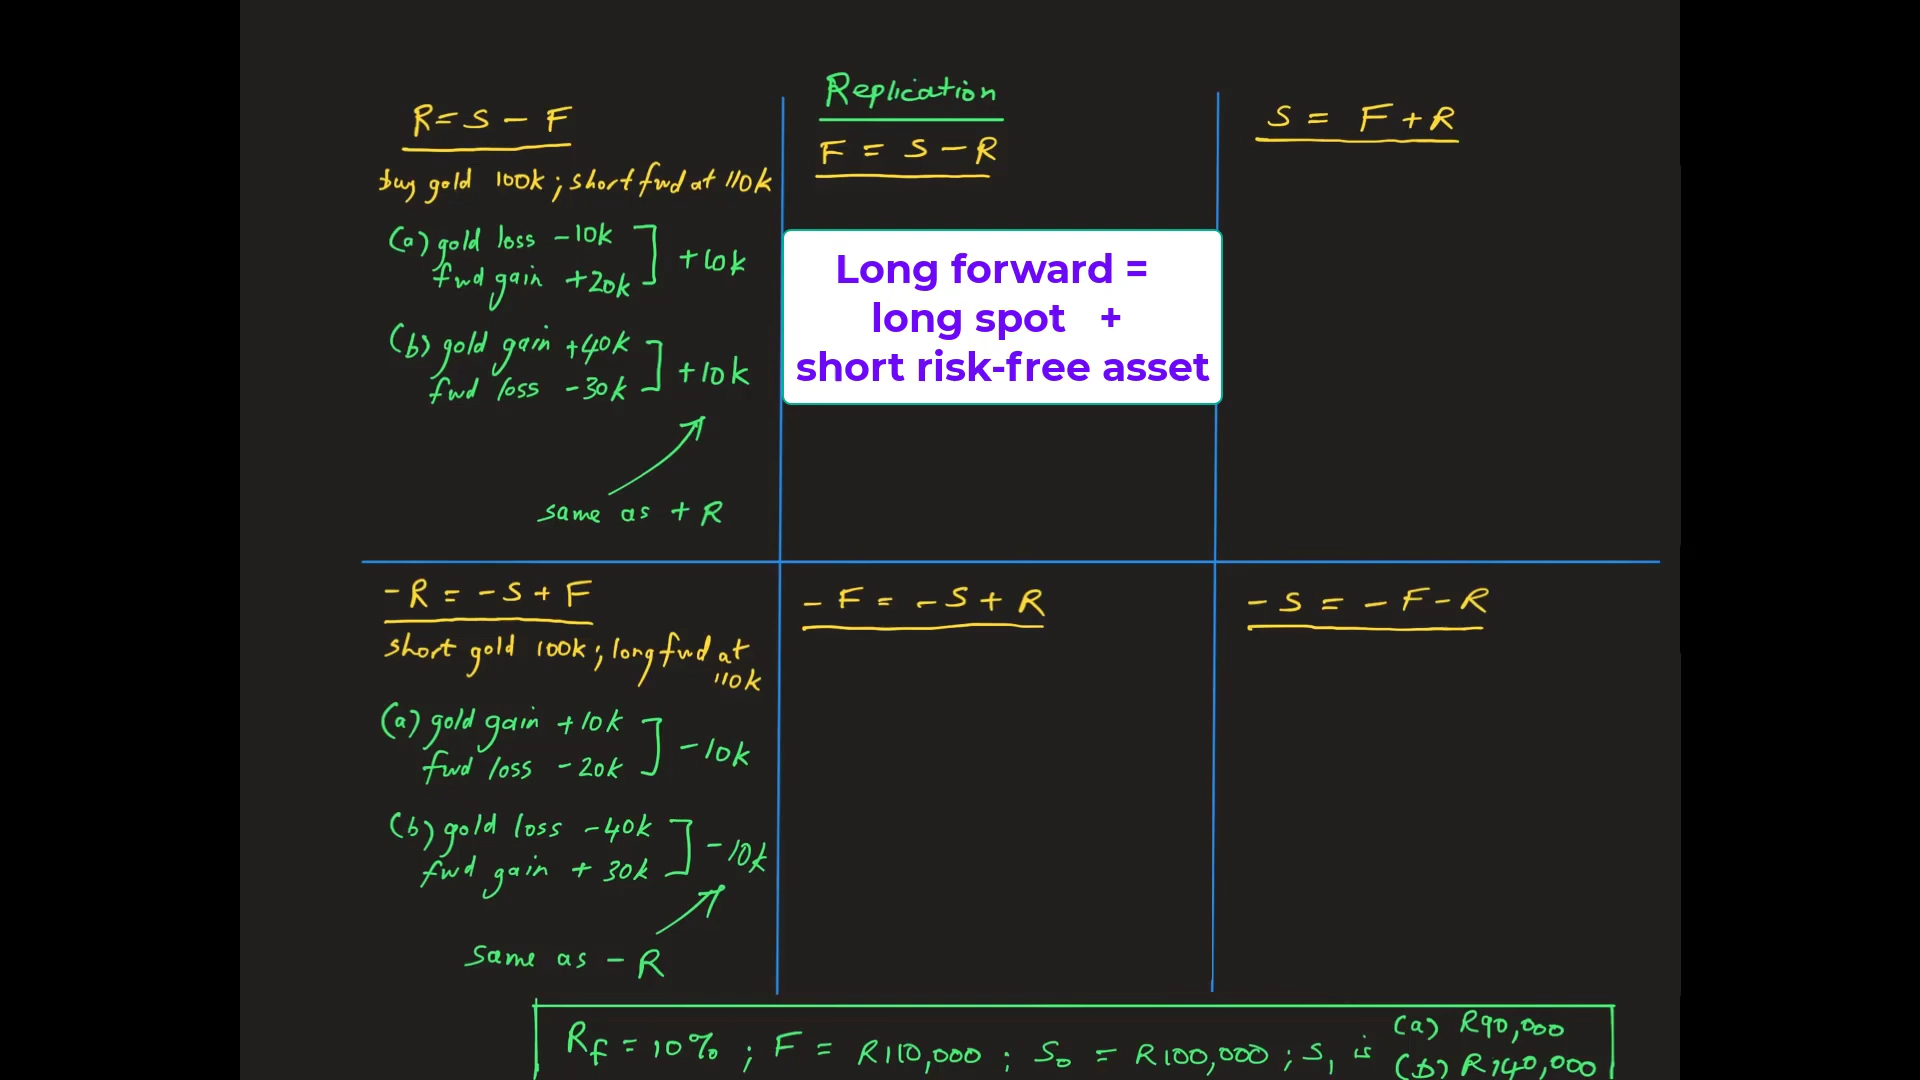 Replication
R = S - F
buy gold 100k ; short fwd at 110k
(a) gold loss -10k
fwd gain +20k
+10k
(b) gold gain +40k
fwd loss -30k
+10k
same as + R
F = S - R
Long forward =
long spot +
short risk-free asset
S = F + R
-R = -S + F
short gold 100k ; long fwd at
110k
(a) gold gain +10k
fwd loss -20k
-10k
(b) gold loss -40k
fwd gain + 30k
-10k
same as - R
- F = - S + R
- S = - F - R
Rf = 10% ; F = R110,000 ; S0 = R100,000 ; S1 is
(a) R90,000
(b) R140,000